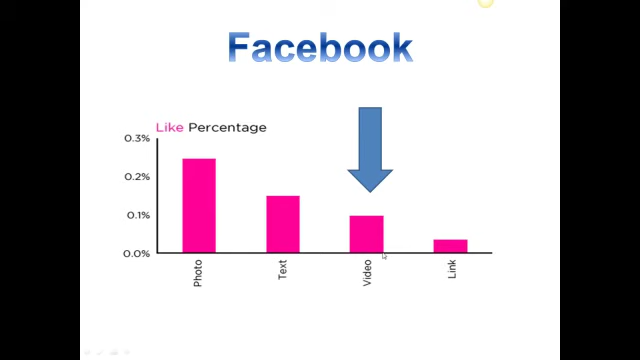 Facebook
Like Percentage
0.3%
0.2%
0.1%
0.0%
Photo
Text
Video
Link